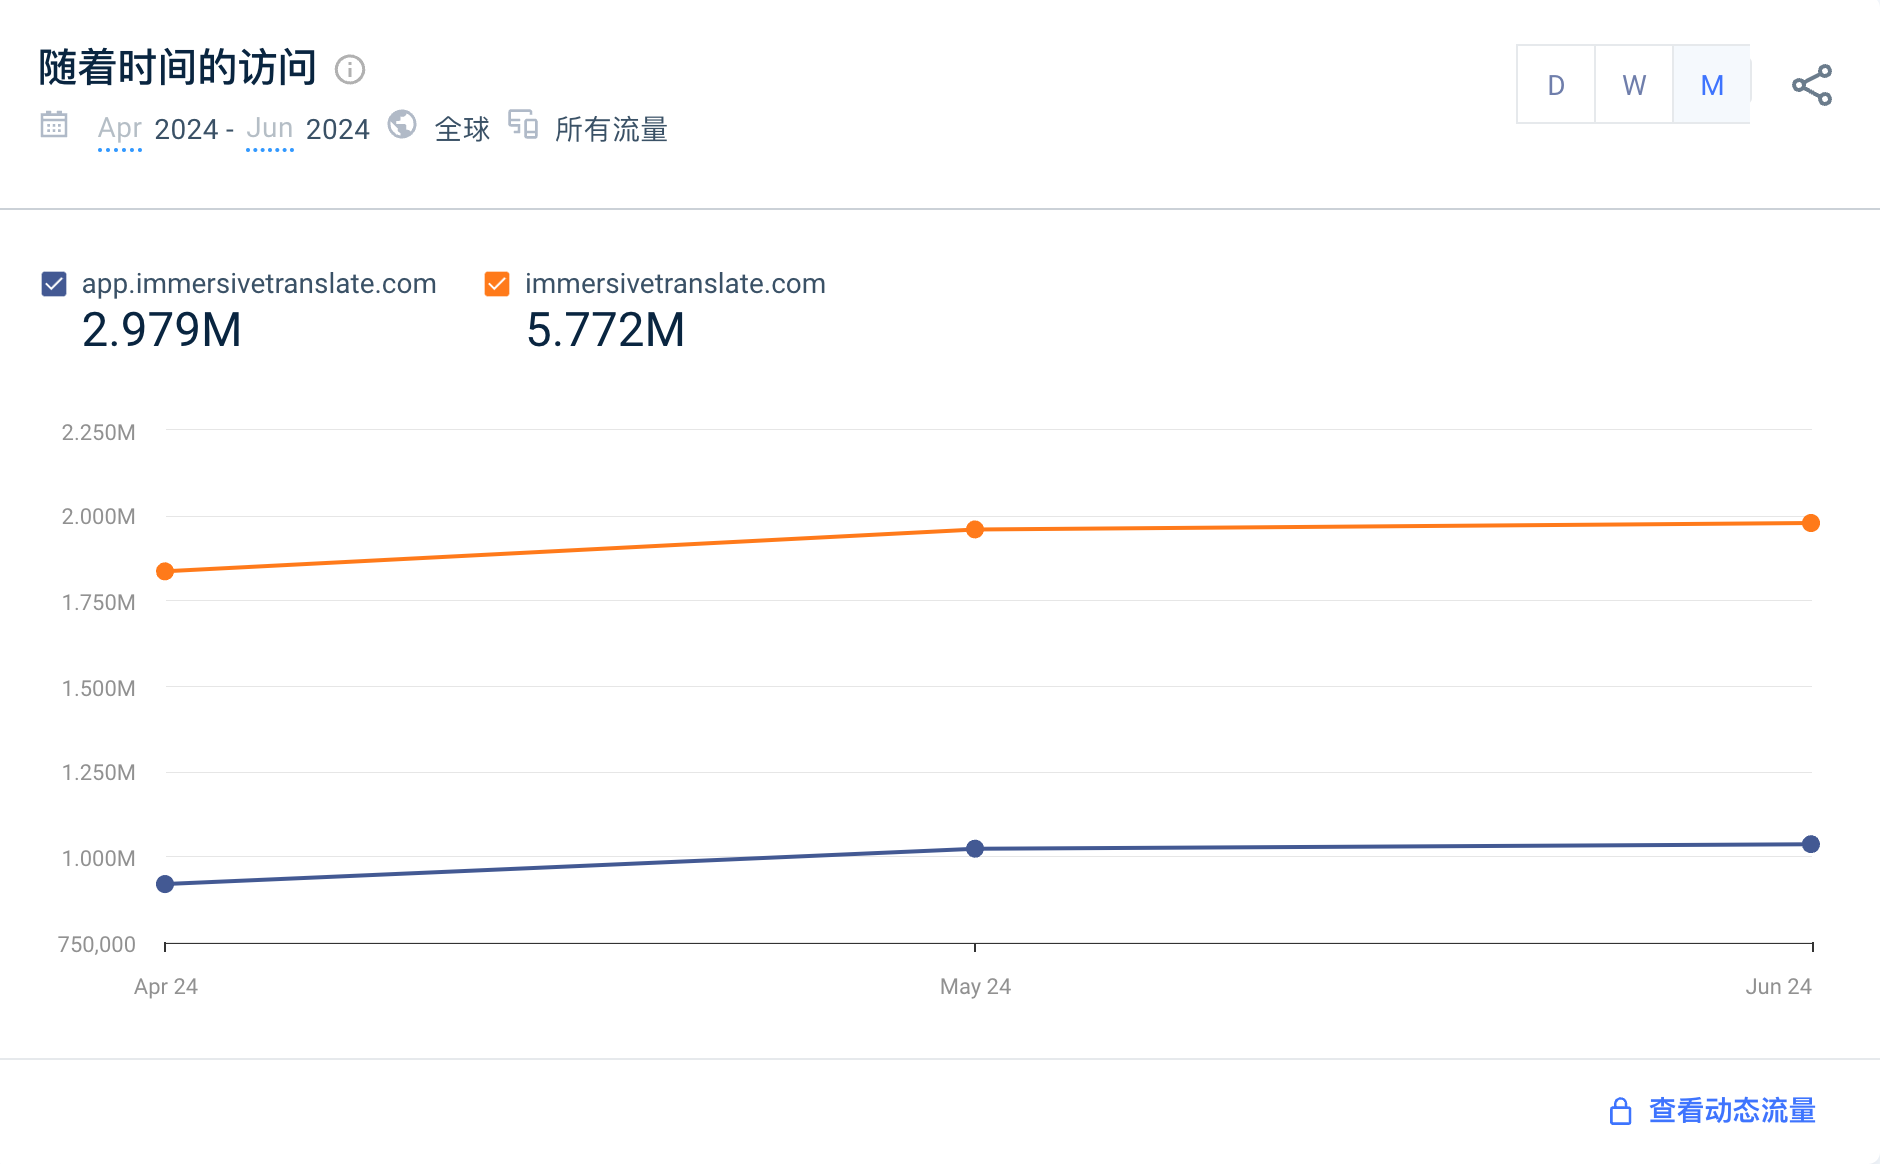 随着时间的访问
D W M
Apr 2024 - Jun 2024 全球 所有流量
app.immersivetranslate.com immersivetranslate.com
2.979M 5.772M
2.250M
2.000M
1.750M
1.500M
1.250M
1.000M
750,000
Apr 24 May 24 Jun 24
查看动态流量